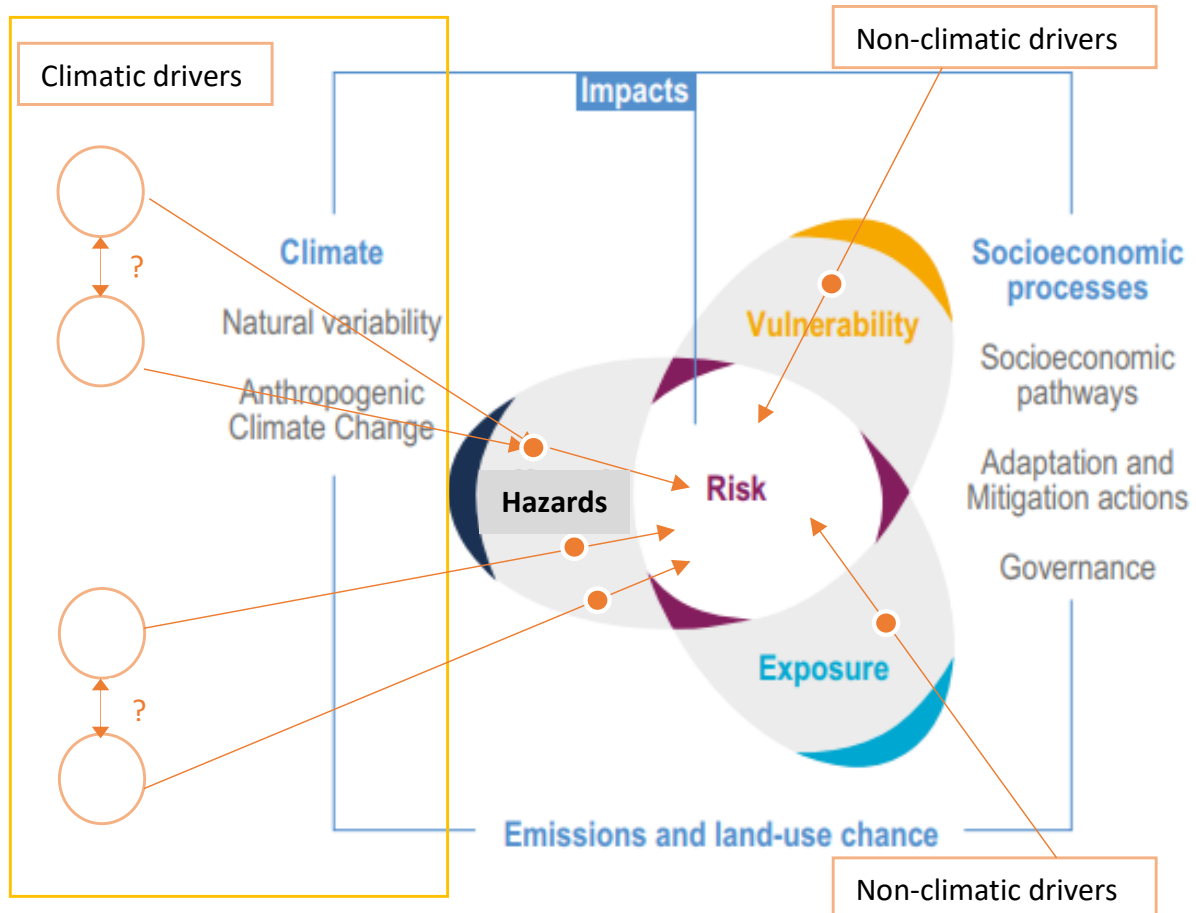 Non-climatic drivers
Climatic drivers
Impacts
?
Climate
Natural variability
Anthropogenic
Climate Change
Vulnerability
Socioeconomic
processes
Socioeconomic
pathways
Adaptation and
Mitigation actions
Governance
Hazards
Risk
?
Exposure
Emissions and land-use chance
Non-climatic drivers